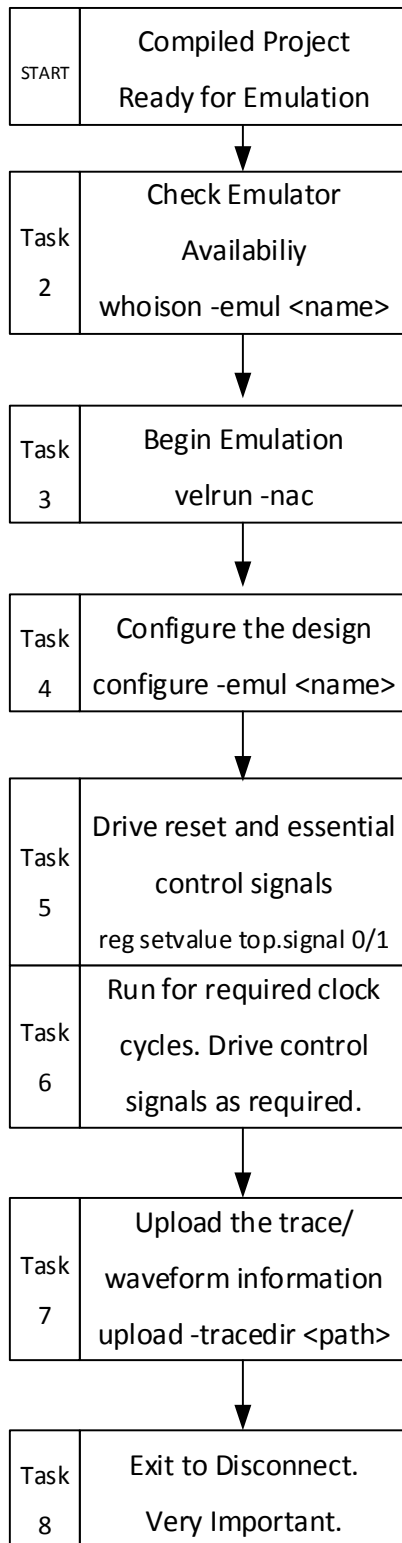 START
Compiled Project
Ready for Emulation
Task
2
Check Emulator
Availabiliy
whoison -emul <name>
Task
3
Begin Emulation
velrun -nac
Task
4
Configure the design
configure -emul <name>
Task
5
Drive reset and essential
control signals
reg setvalue top.signal 0/1
Task
6
Run for required clock
cycles. Drive control
signals as required.
Task
7
Upload the trace/
waveform information
upload -tracedir <path>
Task
8
Exit to Disconnect.
Very Important.